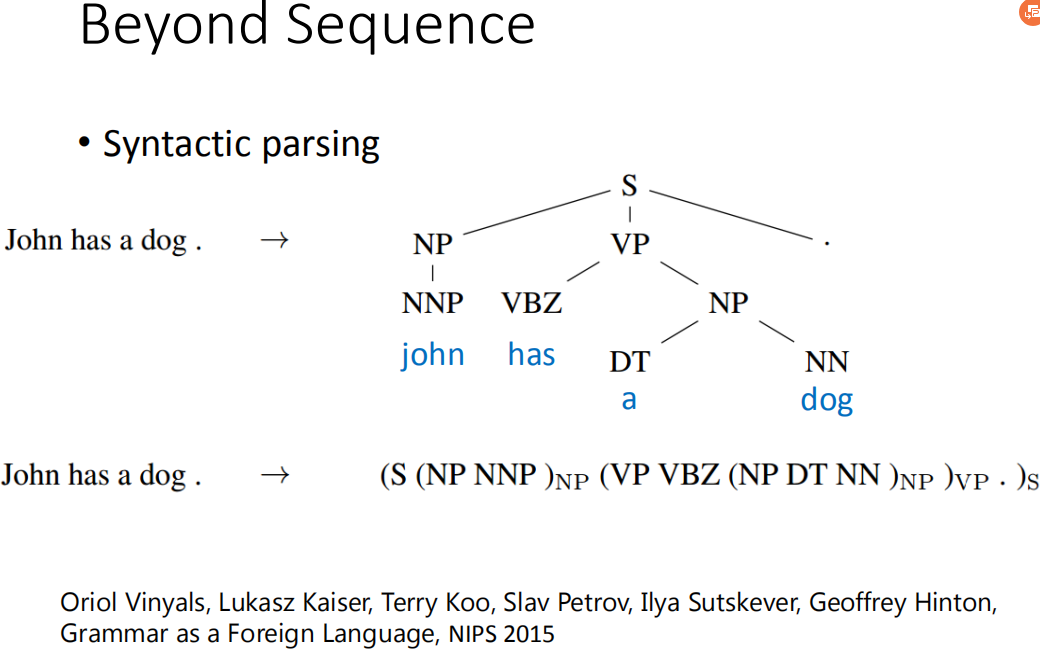 Beyond Sequence
• Syntactic parsing
S
John has a dog . → NP VP .
NNP VBZ NP
john has DT NN
a dog
John has a dog . → (S (NP NNP )NP (VP VBZ (NP DT NN )NP )VP . )S
Oriol Vinyals, Lukasz Kaiser, Terry Koo, Slav Petrov, Ilya Sutskever, Geoffrey Hinton,
Grammar as a Foreign Language, NIPS 2015